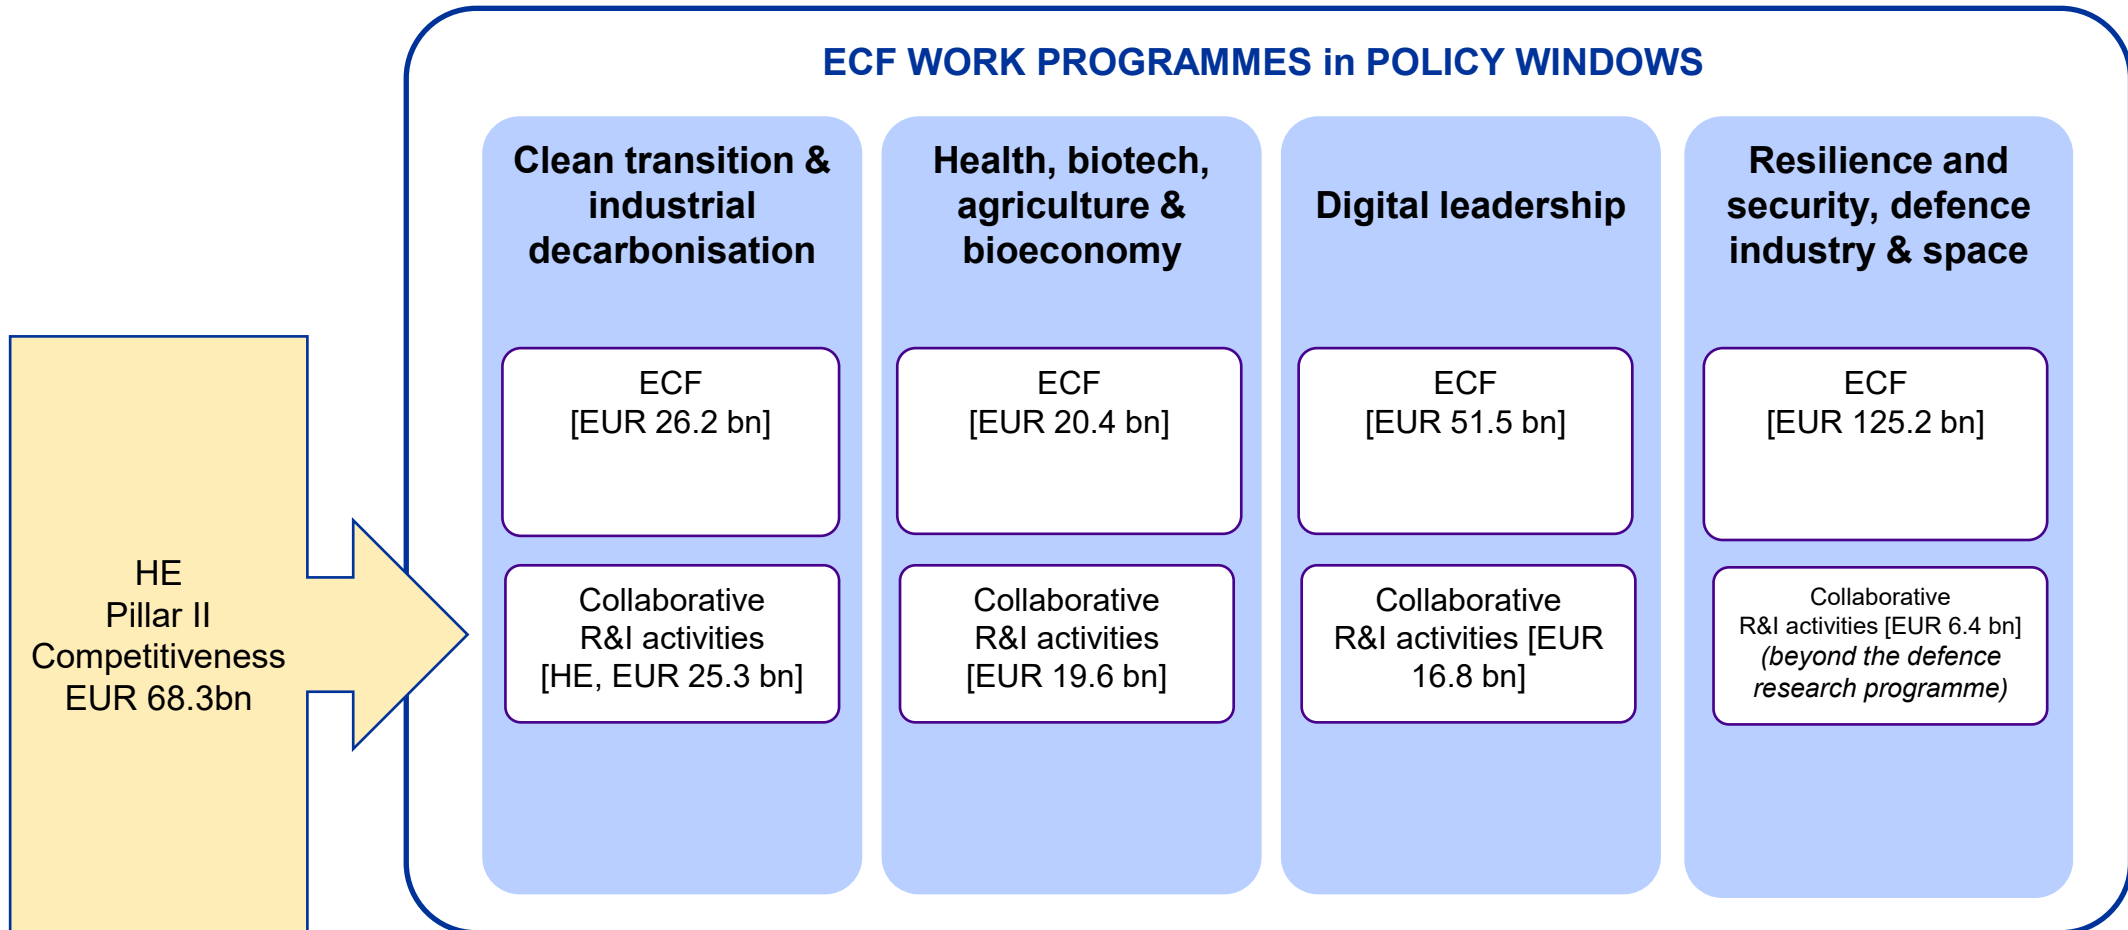 ECF WORK PROGRAMMES in POLICY WINDOWS
Clean transition &
industrial
decarbonisation
ECF
[EUR 26.2 bn]
Collaborative
R&I activities
[HE, EUR 25.3 bn]
Health, biotech,
agriculture &
bioeconomy
ECF
[EUR 20.4 bn]
Collaborative
R&I activities
[EUR 19.6 bn]
Digital leadership
ECF
[EUR 51.5 bn]
Collaborative
R&I activities [EUR
16.8 bn]
Resilience and
security, defence
industry & space
ECF
[EUR 125.2 bn]
Collaborative
R&I activities [EUR 6.4 bn]
(beyond the defence
research programme)
HE
Pillar II
Competitiveness
EUR 68.3bn